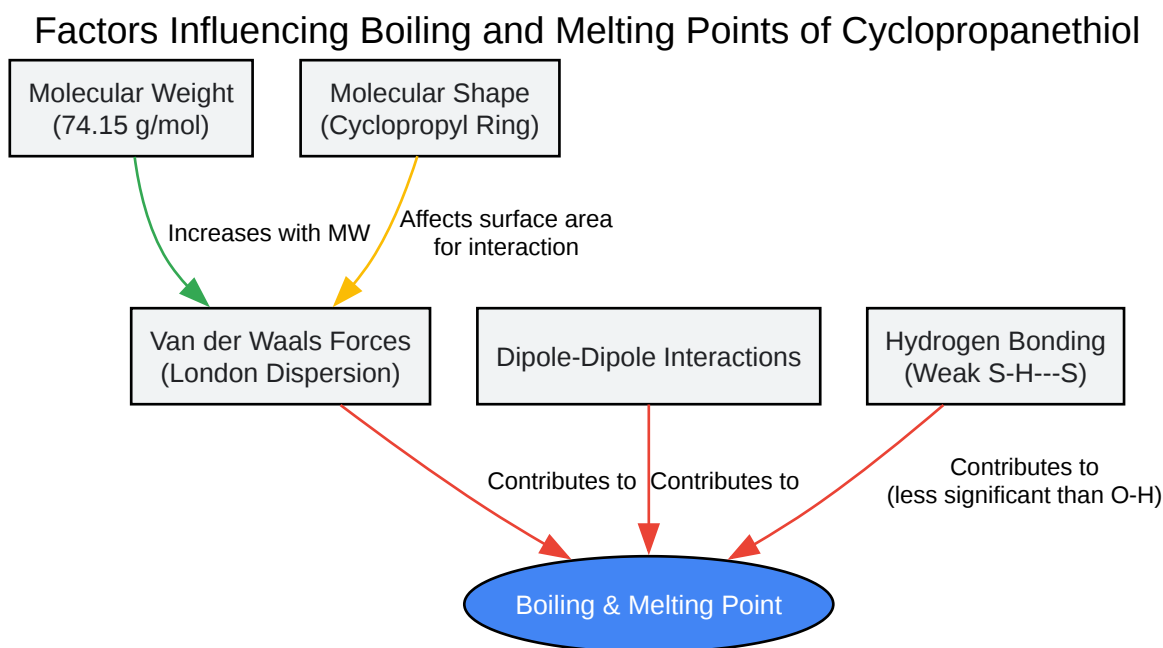 Factors Influencing Boiling and Melting Points of Cyclopropanethiol
Molecular Weight
(74.15 g/mol)
Molecular Shape
(Cyclopropyl Ring)
Increases with MW
Affects surface area
for interaction
Van der Waals Forces
(London Dispersion)
Dipole-Dipole Interactions
Hydrogen Bonding
(Weak S-H---S)
Contributes to
Contributes to
Contributes to
(less significant than O-H)
Boiling & Melting Point